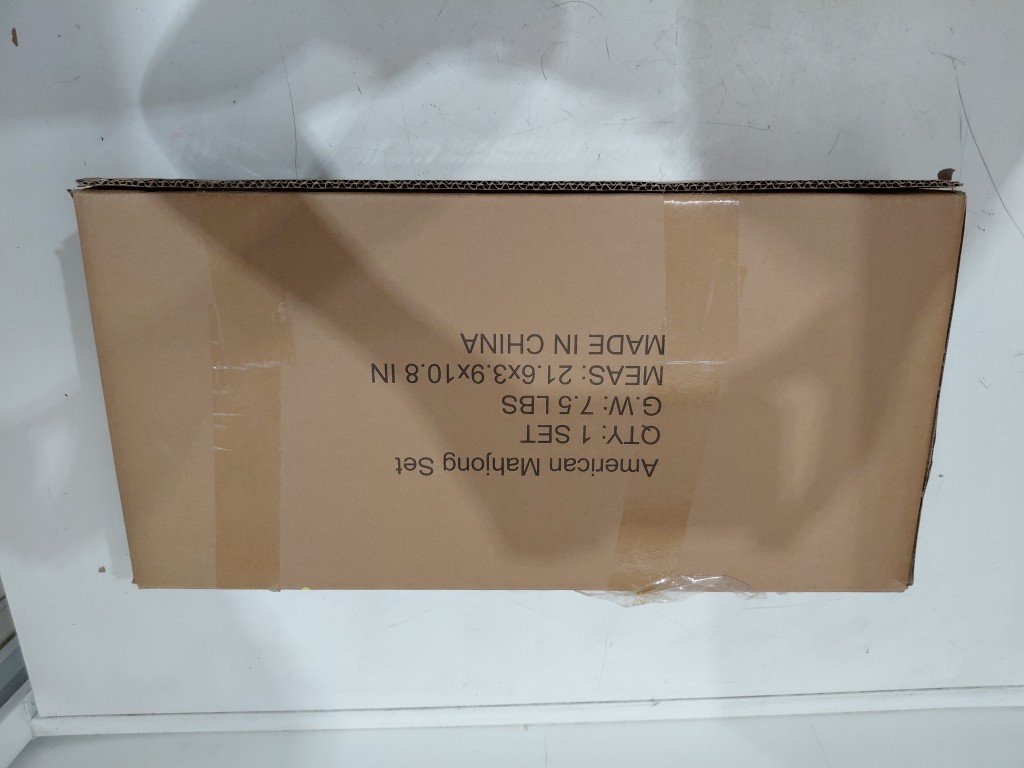 American Mahjong Set
QTY: 1 SET
G.W: 7.5 LBS
MEAS: 21.6x3.9x10.8 IN
MADE IN CHINA